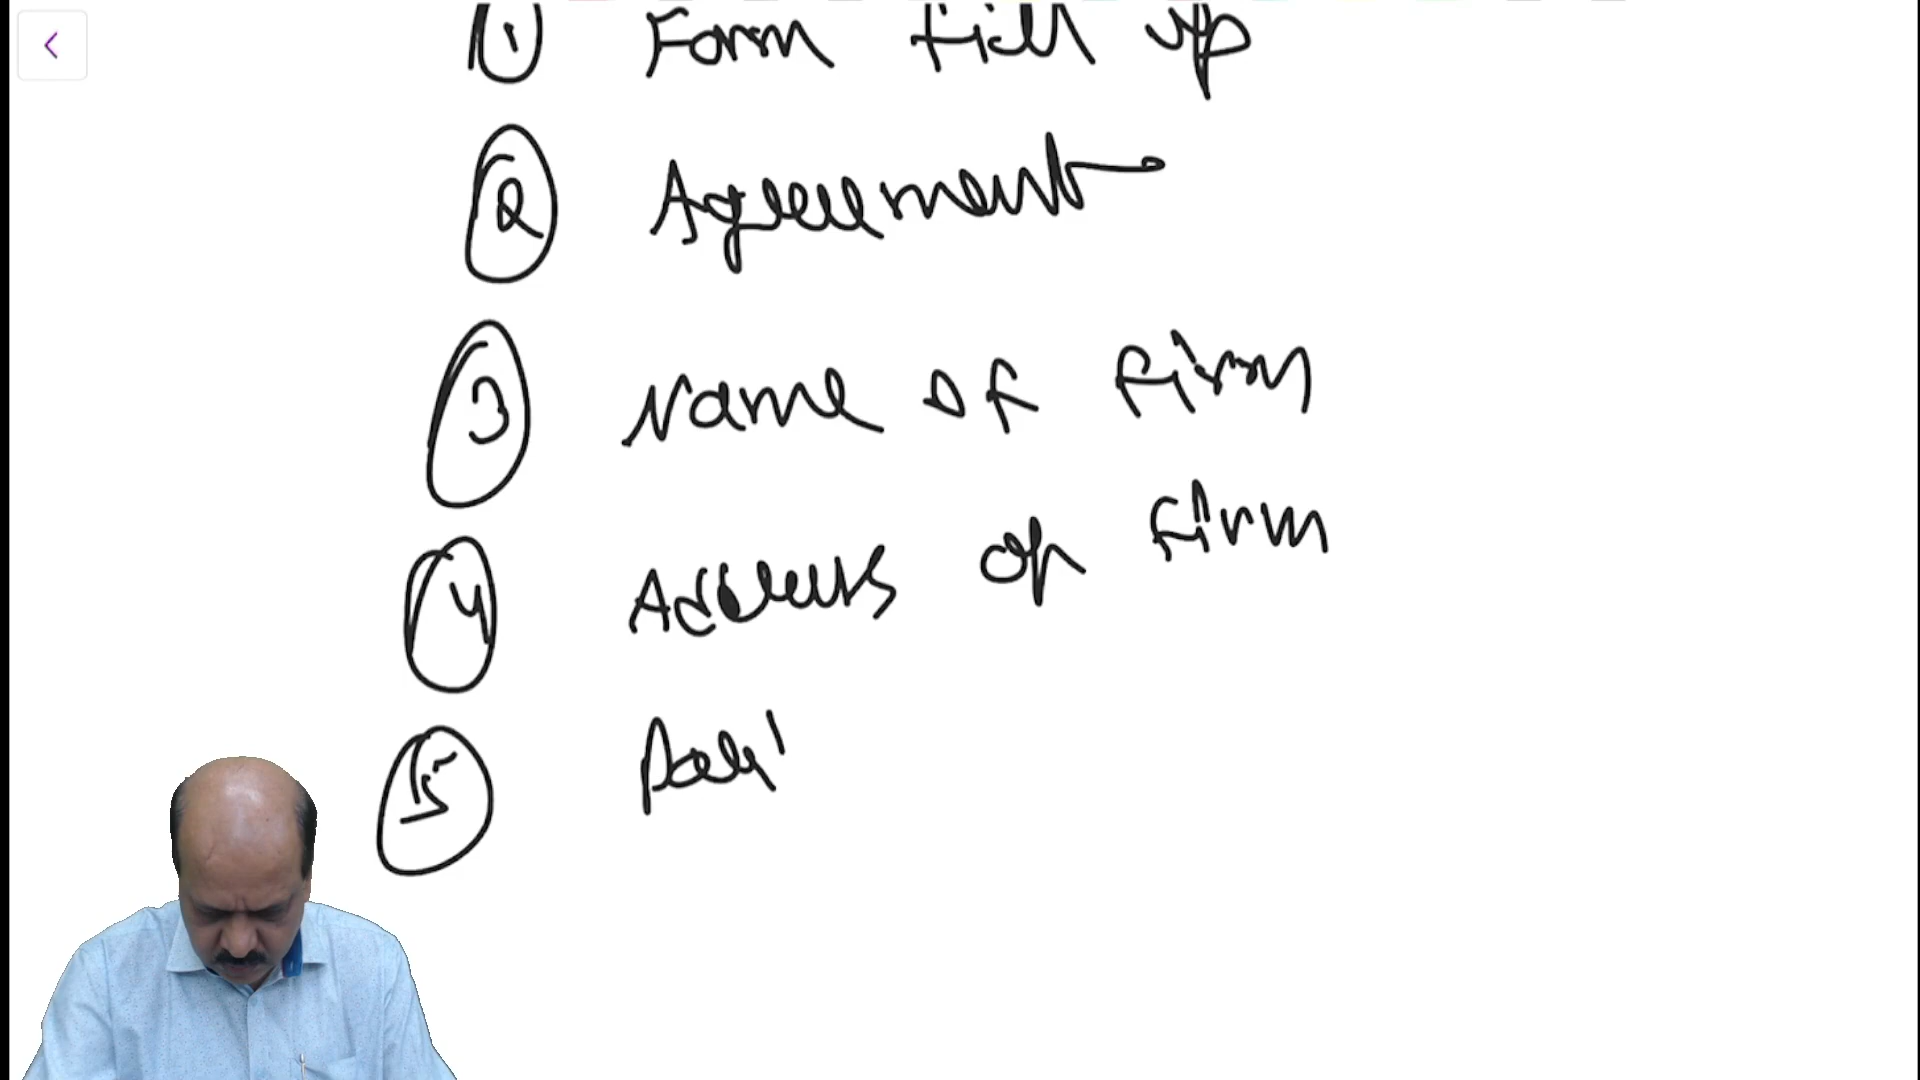 ① Form fill up
② Agreement
③ Name of firm
④ Address of firm
⑤